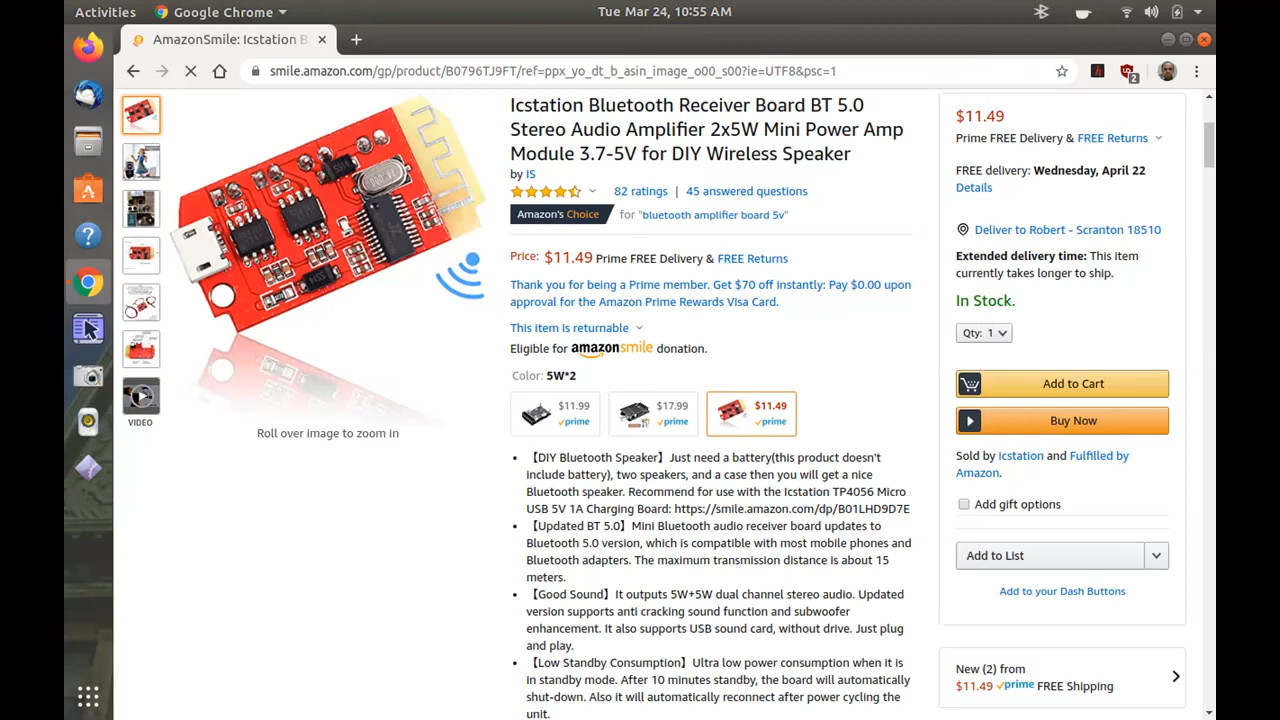 Activities Google Chrome Tue Mar 24, 10:55 AM
AmazonSmile: Icstation B
smile.amazon.com/gp/product/B0796TJ9FT/ref=ppx_yo_dt_b_asin_image_o00_s00?ie=UTF8&psc=1
2
VIDEO
Roll over image to zoom in
Icstation Bluetooth Receiver Board BT 5.0
Stereo Audio Amplifier 2x5W Mini Power Amp
Module 3.7-5V for DIY Wireless Speaker
by IS
82 ratings | 45 answered questions
Amazon's Choice for "bluetooth amplifier board 5v"
Price: $11.49 Prime FREE Delivery & FREE Returns
Thank you for being a Prime member. Get $70 off instantly: Pay $0.00 upon
approval for the Amazon Prime Rewards Visa Card.
This item is returnable
Eligible for amazonsmile donation.
Color: 5W*2
$11.99 prime
$17.99 prime
$11.49 prime
• 【DIY Bluetooth Speaker】Just need a battery(this product doesn't
include battery), two speakers, and a case then you will get a nice
Bluetooth speaker. Recommend for use with the Icstation TP4056 Micro
USB 5V 1A Charging Board: https://smile.amazon.com/dp/B01LHD9D7E
• 【Updated BT 5.0】Mini Bluetooth audio receiver board updates to
Bluetooth 5.0 version, which is compatible with most mobile phones and
Bluetooth adapters. The maximum transmission distance is about 15
meters.
• 【Good Sound】It outputs 5W+5W dual channel stereo audio. Updated
version supports anti cracking sound function and subwoofer
enhancement. It also supports USB sound card, without drive. Just plug
and play.
• 【Low Standby Consumption】Ultra low power consumption when it is
in standby mode. After 10 minutes standby, the board will automatically
shut-down. Also it will automatically reconnect after power cycling the
unit.
$11.49
Prime FREE Delivery & FREE Returns
FREE delivery: Wednesday, April 22
Details
Deliver to Robert - Scranton 18510
Extended delivery time: This item
currently takes longer to ship.
In Stock.
Qty: 1
Add to Cart
Buy Now
Sold by Icstation and Fulfilled by
Amazon.
Add gift options
Add to List
Add to your Dash Buttons
New (2) from
$11.49 prime FREE Shipping